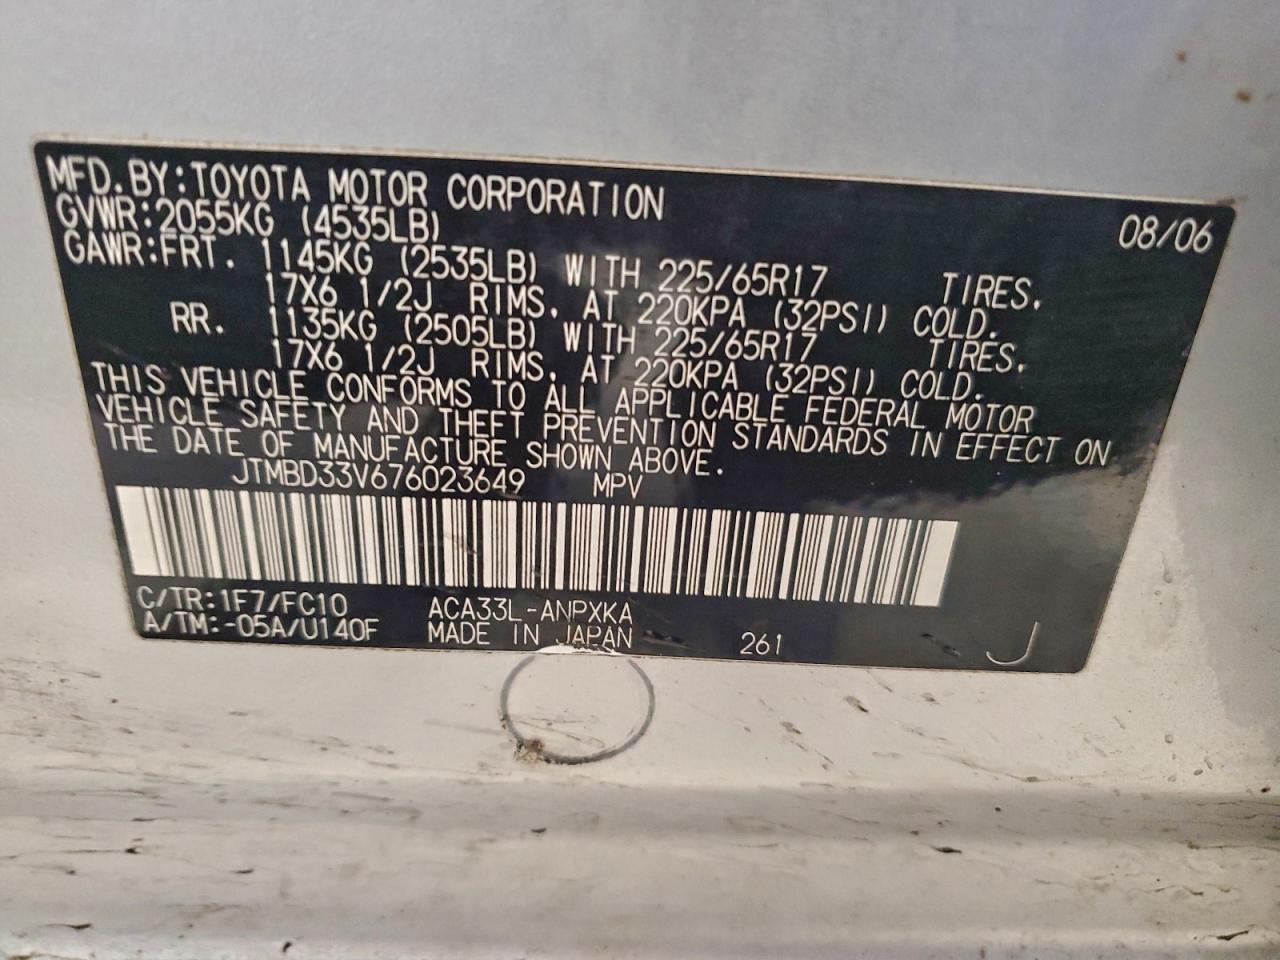 MFD.BY:TOYOTA MOTOR CORPORATION 08/06
GVWR:2055KG (4535LB)
GAWR:FRT. 1145KG (2535LB) WITH 225/65R17 TIRES,
17X6 1/2J RIMS, AT 220KPA (32PSI) COLD.
RR. 1135KG (2505LB) WITH 225/65R17 TIRES,
17X6 1/2J RIMS, AT 220KPA (32PSI) COLD.
THIS VEHICLE CONFORMS TO ALL APPLICABLE FEDERAL MOTOR
VEHICLE SAFETY AND THEFT PREVENTION STANDARDS IN EFFECT ON
THE DATE OF MANUFACTURE SHOWN ABOVE.
JTMBD33V676023649 MPV
C/TR:1F7/FC10 ACA33L-ANPXKA
A/TM:-05A/U140F MADE IN JAPAN 261 J